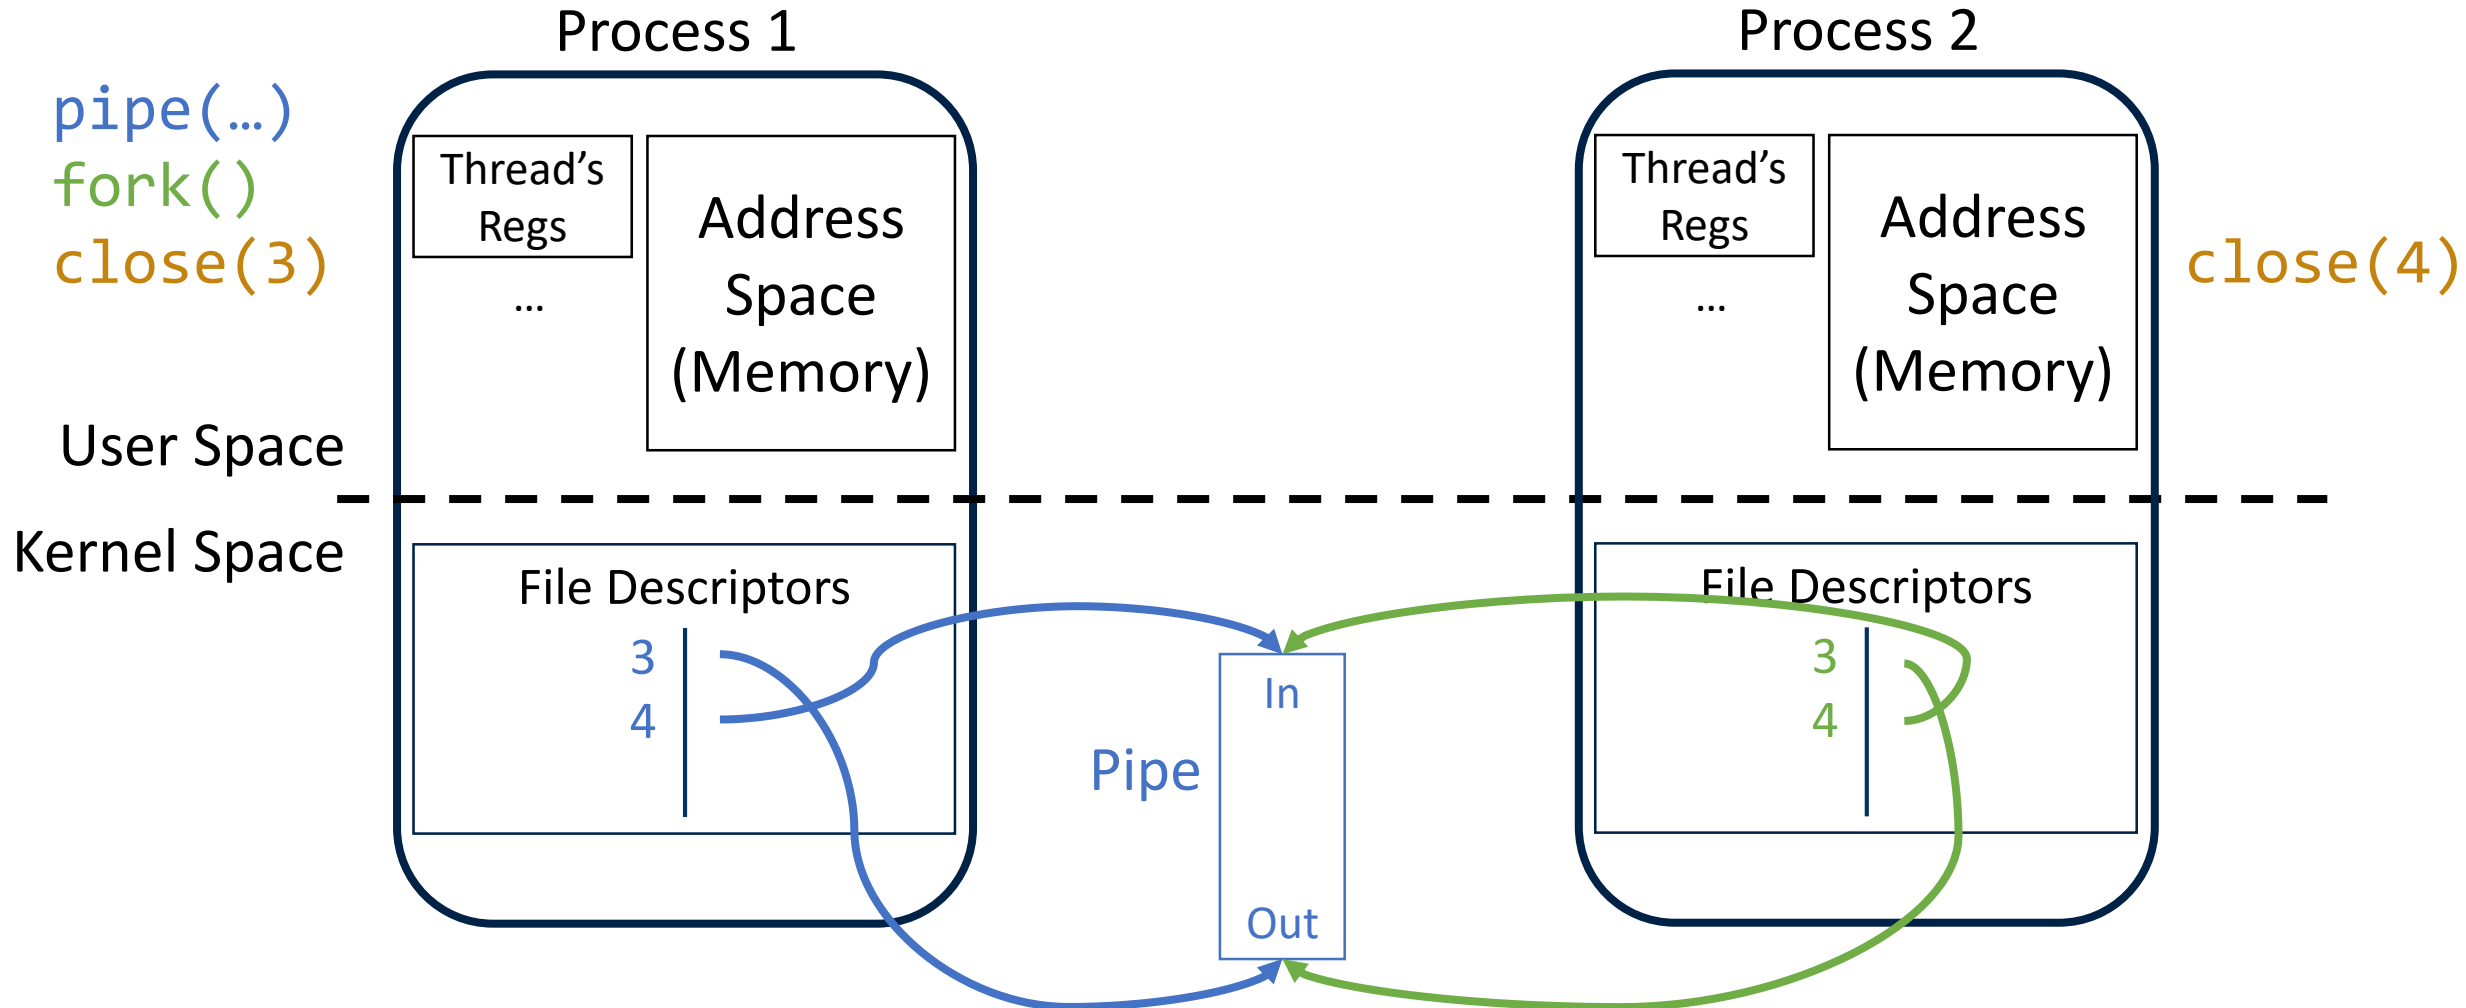 Process 1
Process 2
pipe(…)
fork()
close(3)
Thread’s
Regs
…
Address
Space
(Memory)
Thread’s
Regs
…
Address
Space
(Memory)
close(4)
User Space
Kernel Space
File Descriptors
3
4
Pipe
In
Out
File Descriptors
3
4